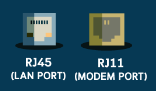 RJ45 RJ11
(LAN PORT) (MODEM PORT)